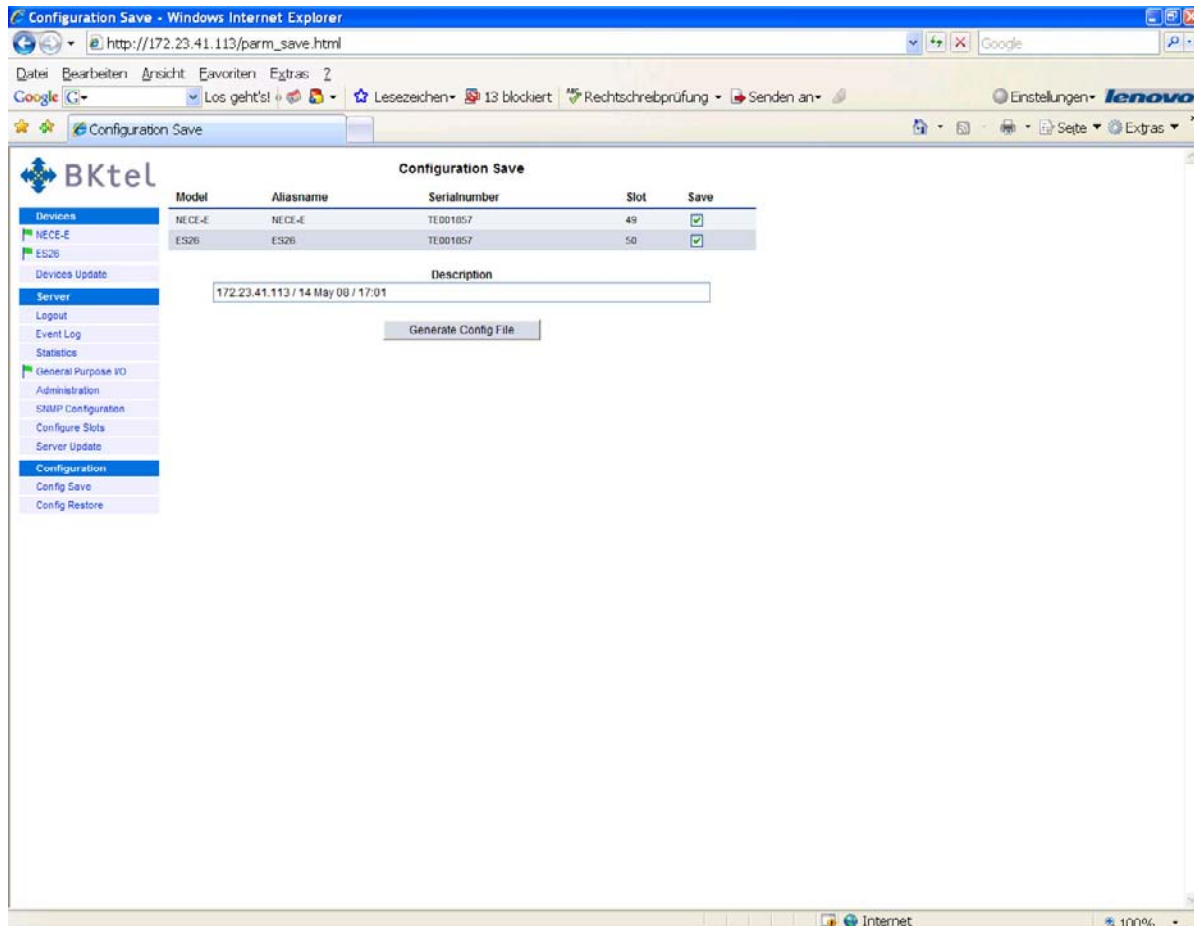 Configuration Save - Windows Internet Explorer
http://172.23.41.113/parm_save.html
Google
Datei Bearbeiten Ansicht Favoriten Extras ?
Google G Los geht's! Lesezeichen 13 blockiert Rechtschreibprüfung Senden an Einstellungen lenovo
Configuration Save
Seite Extras
BKtel
Devices
NECE-E
ES26
Devices Update
Server
Logout
Event Log
Statistics
General Purpose I/O
Administration
SNMP Configuration
Configure Slots
Server Update
Configuration
Config Save
Config Restore
Configuration Save
Model Aliasname Serialnumber Slot Save
NECE-E NECE-E TE001057 49
ES26 ES26 TE001057 50
Description
172.23.41.113 / 14 May 08 / 17:01
Generate Config File
Internet
100%